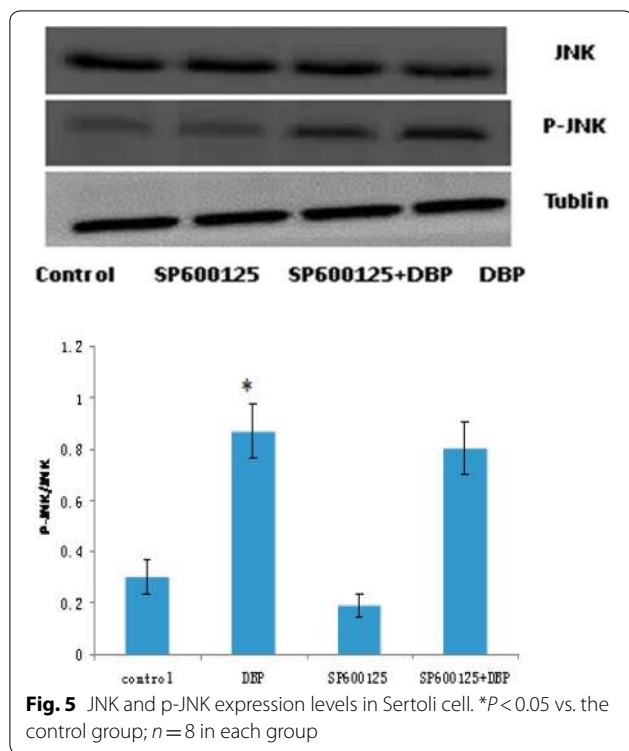 JNK
P-JNK
Tublin
Control SP600125 SP600125+DBP DBP
1.2
1
0.8
0.6
0.4
0.2
0
P-JNK/JNK
*
control DBP SP600125 SP600125+DBP
Fig. 5 JNK and p-JNK expression levels in Sertoli cell. *P < 0.05 vs. the
control group; n = 8 in each group